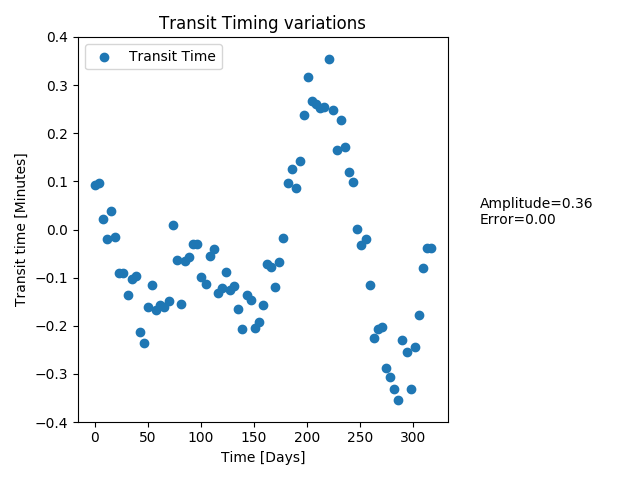 Transit Timing variations
Transit Time
Transit time [Minutes]
0.4
0.3
0.2
0.1
0.0
−0.1
−0.2
−0.3
−0.4
0 50 100 150 200 250 300
Time [Days]
Amplitude=0.36
Error=0.00